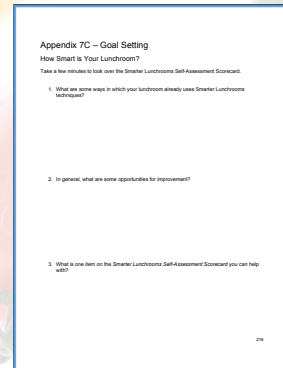 Appendix 7C – Goal Setting
How Smart is Your Lunchroom?
Take a few minutes to look over the Smarter Lunchrooms Self-Assessment Scorecard.
1. What are some ways in which your lunchroom already uses Smarter Lunchrooms
techniques?
2. In general, what are some opportunities for improvement?
3. What is one item on the Smarter Lunchrooms Self-Assessment Scorecard you can help
with?